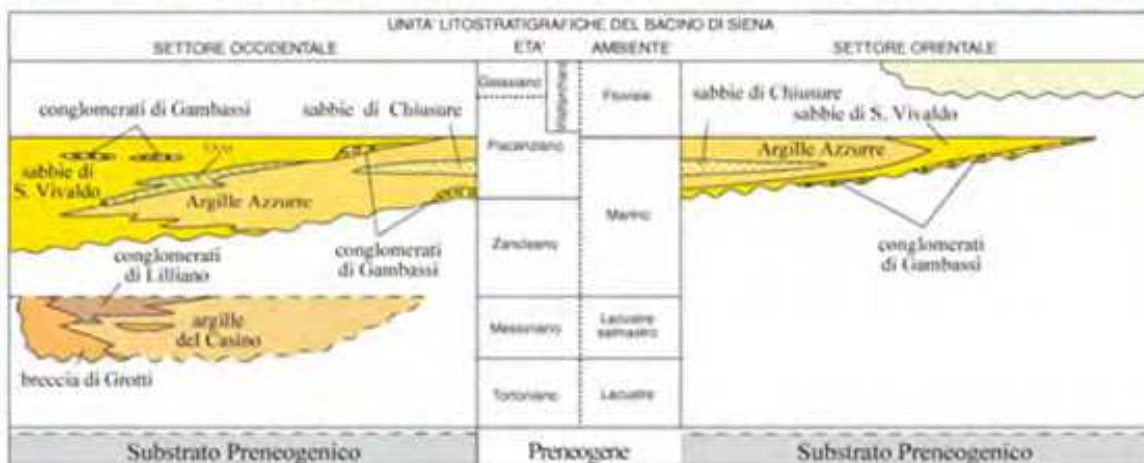 UNITA' LITOSTRATIGRAFICHE DEL BACINO DI SIENA
SETTORE OCCIDENTALE
ETA'
AMBIENTE
SETTORE ORIENTALE
conglomerati di Gambassi
sabbie di Chiusure
sabbie di
S. Vivaldo
Argille Azzurre
conglomerati
di Lilliano
conglomerati
di Gambassi
argille
del Casino
breccia di Grotti
Substrato Preneogenico
Gelasiano
Piacenziano
Zancleano
Messiniano
Tortoniano
Preneogene
Fluviale
Marino
Lacustre
salmastro
Lacustre
sabbie di Chiusure
sabbie di S. Vivaldo
Argille Azzurre
conglomerati
di Gambassi
Substrato Preneogenico